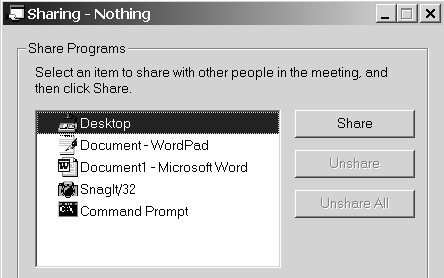 Sharing - Nothing
Share Programs
Select an item to share with other people in the meeting, and
then click Share.
Desktop
Share
Document - WordPad
Document1 - Microsoft Word
Unshare
SnagIt/32
Unshare All
Command Prompt